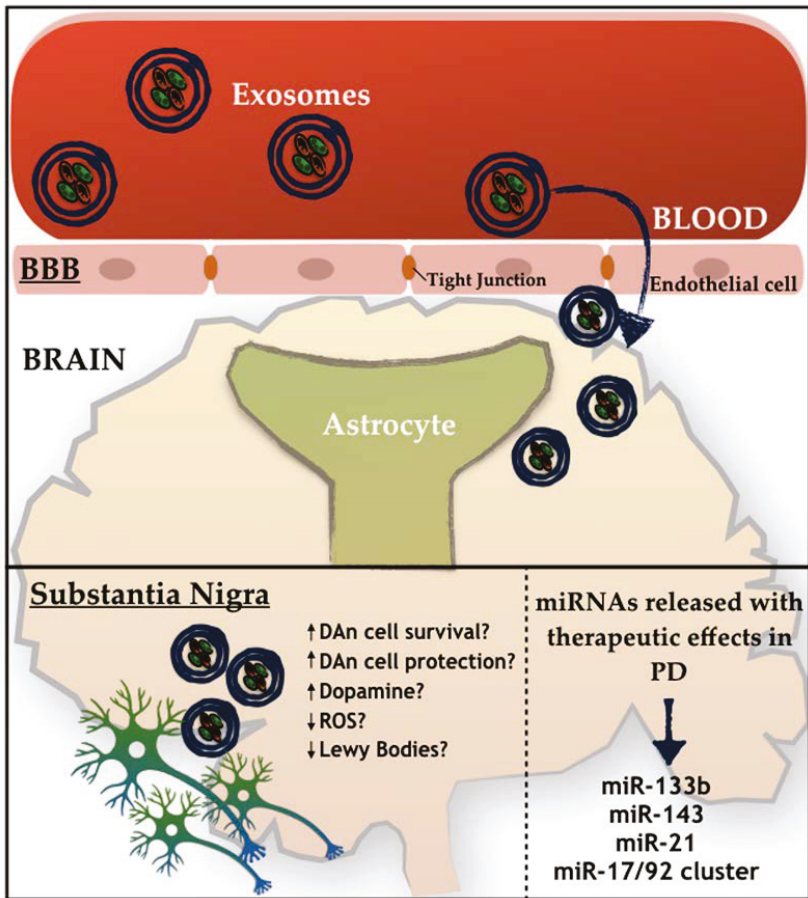 Exosomes
BLOOD
BBB
Tight Junction
Endothelial cell
BRAIN
Astrocyte
Substantia Nigra
↑ DAn cell survival?
↑ DAn cell protection?
↑ Dopamine?
↓ ROS?
↓ Lewy Bodies?
miRNAs released with
therapeutic effects in
PD
miR-133b
miR-143
miR-21
miR-17/92 cluster